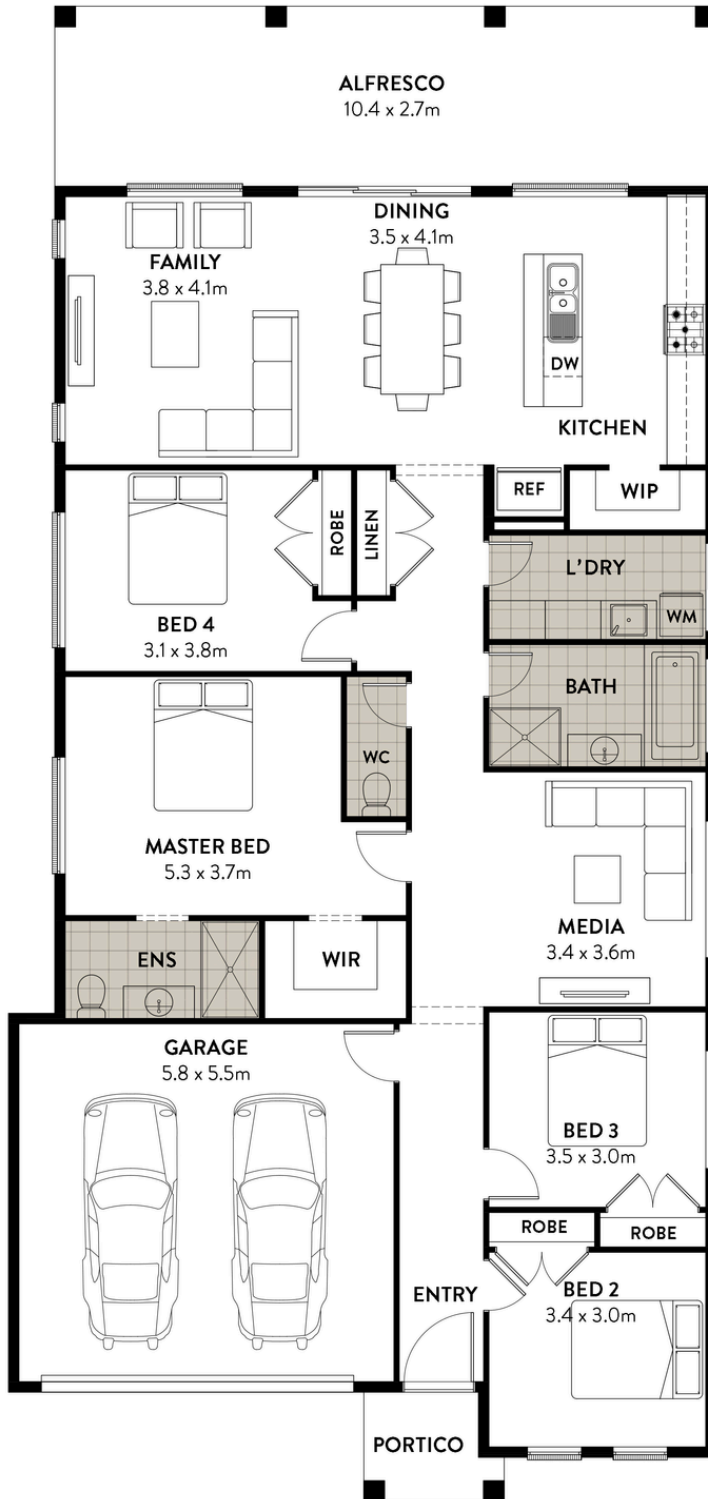 ALFRESCO
10.4 x 2.7m
DINING
3.5 x 4.1m
FAMILY
3.8 x 4.1m
DW
KITCHEN
REF
WIP
ROBE
LINEN
L'DRY
WM
BED 4
3.1 x 3.8m
BATH
WC
MASTER BED
5.3 x 3.7m
MEDIA
3.4 x 3.6m
ENS
WIR
GARAGE
5.8 x 5.5m
BED 3
3.5 x 3.0m
ROBE
ROBE
ENTRY
BED 2
3.4 x 3.0m
PORTICO